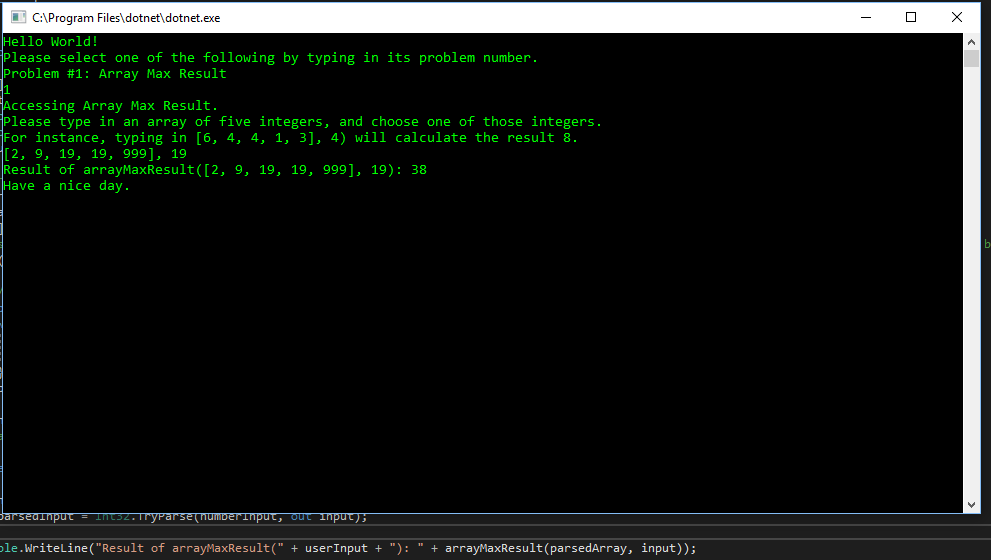 C:\Program Files\dotnet\dotnet.exe
Hello World!
Please select one of the following by typing in its problem number.
Problem #1: Array Max Result
1
Accessing Array Max Result.
Please type in an array of five integers, and choose one of those integers.
For instance, typing in [6, 4, 4, 1, 3], 4) will calculate the result 8.
[2, 9, 19, 19, 999], 19
Result of arrayMaxResult([2, 9, 19, 19, 999], 19): 38
Have a nice day.
parsedInput = Int32.TryParse(numberInput, out input);
ole.WriteLine("Result of arrayMaxResult(" + userInput + "): " + arrayMaxResult(parsedArray, input));